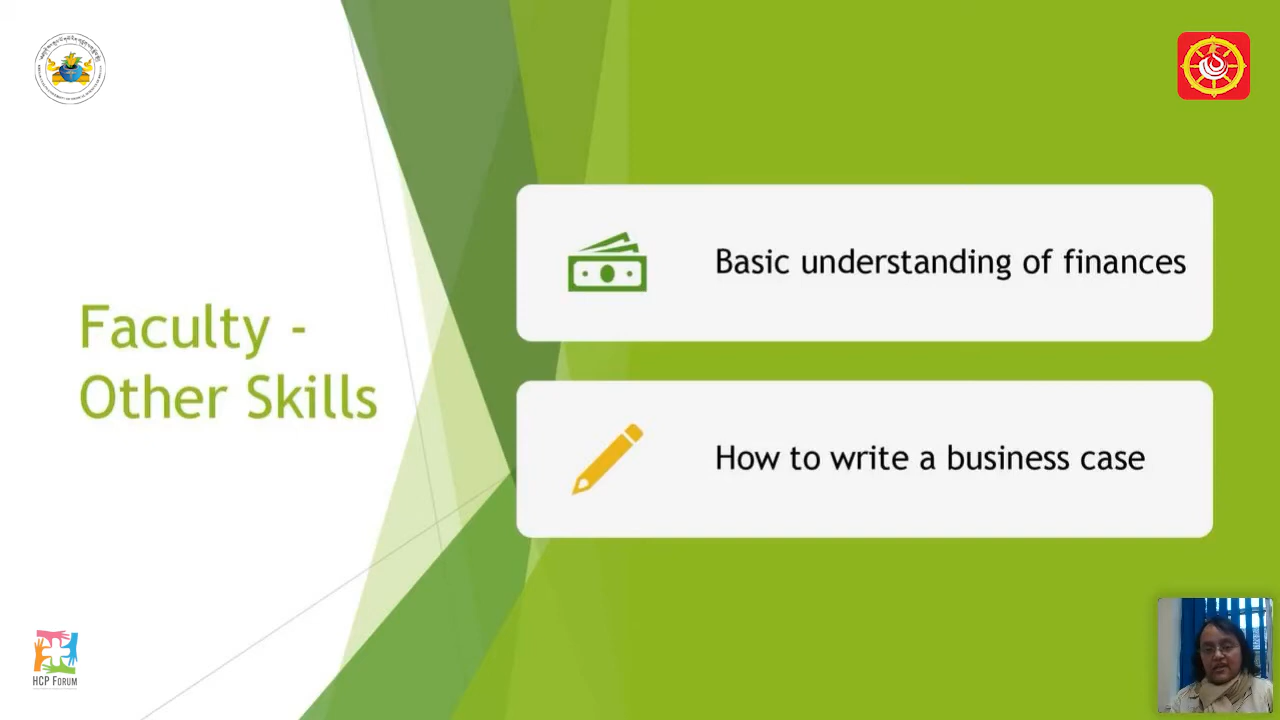 Faculty -
Other Skills
Basic understanding of finances
How to write a business case
HCP FORUM